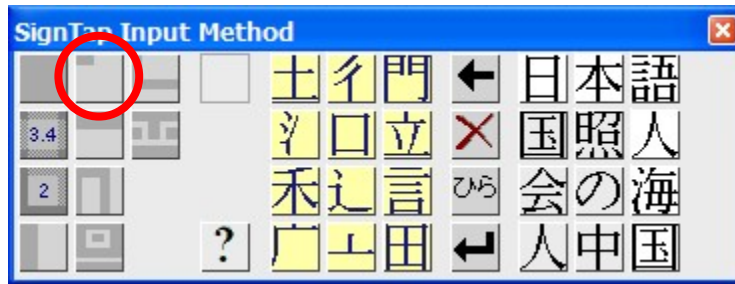 SignTap Input Method
土 彳 門 日 本 語
3.4 氵 口 立 国 照 人
2 禾 辶 言 ひら 会 の 海
? 广 亠 田 人 中 国